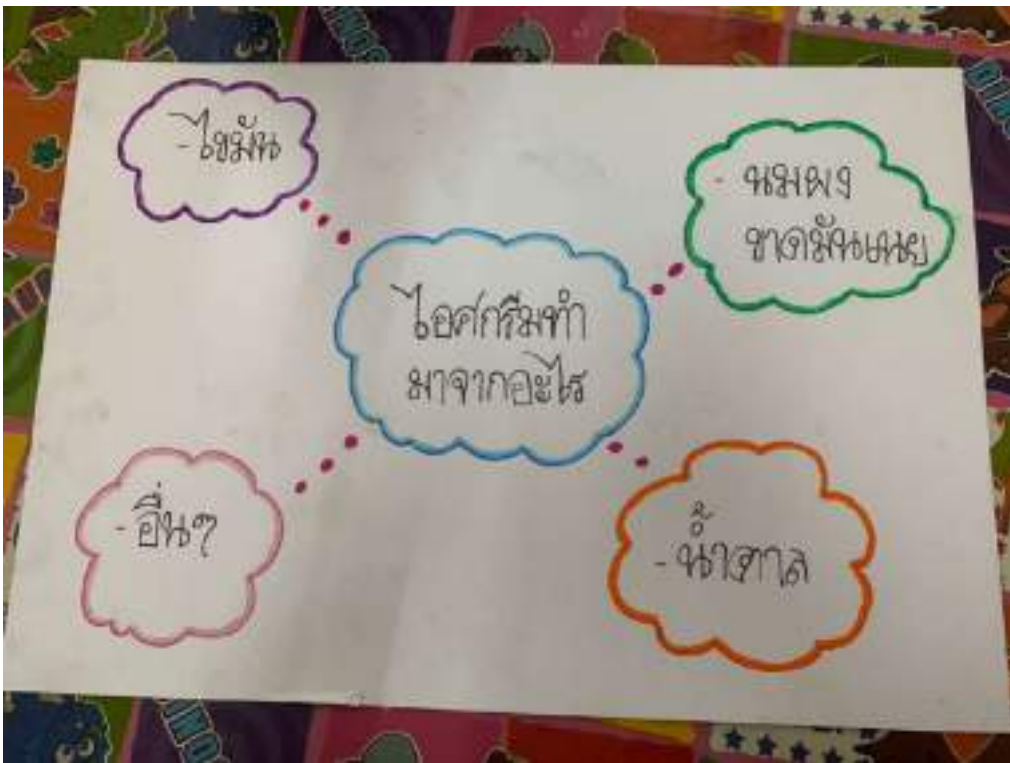 - ไขมัน
- นมผง
ขาดมันเนย
ไอศกรีมทำ
มาจากอะไร
- อื่นๆ
- น้ำตาล